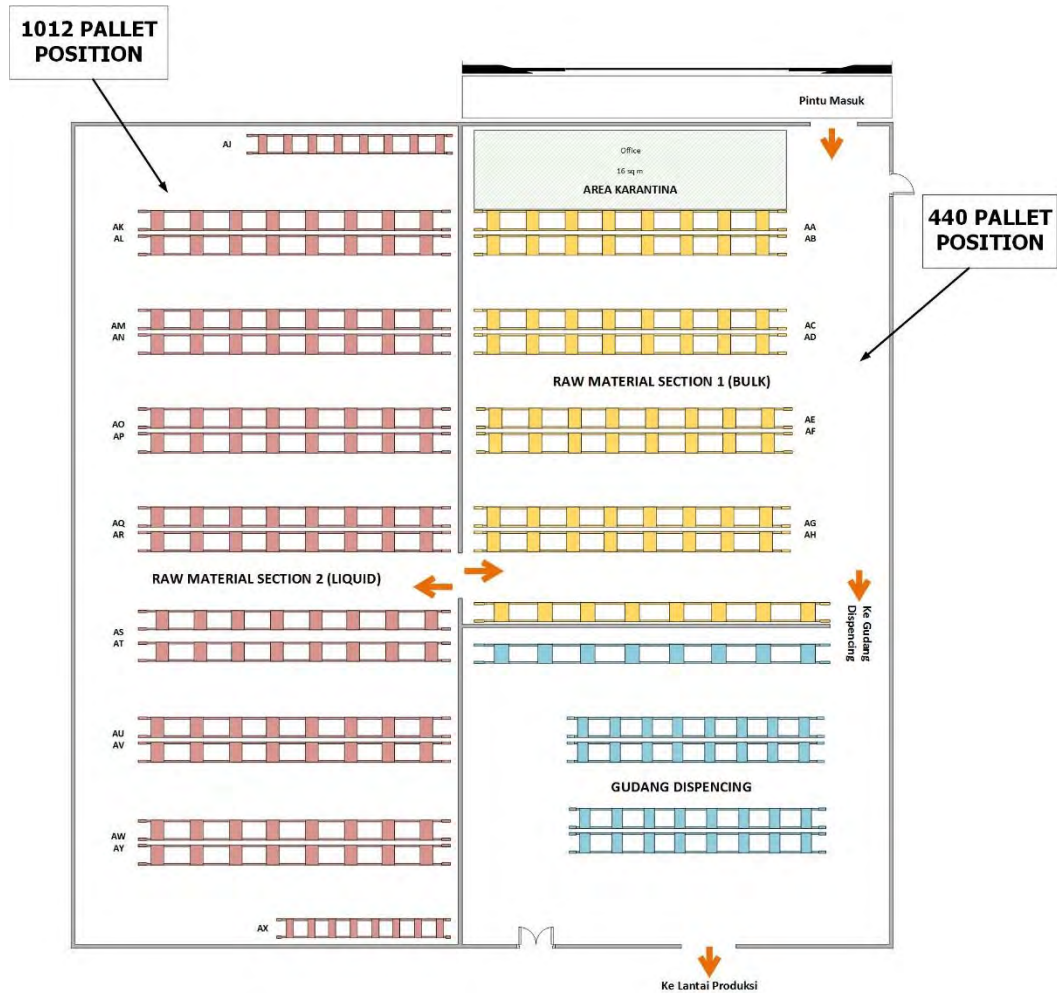 1012 PALLET
POSITION
Pintu Masuk
AJ
Office
16 sq m
AREA KARANTINA
440 PALLET
POSITION
AK
AL
AA
AB
AM
AN
AC
AD
RAW MATERIAL SECTION 1 (BULK)
AO
AP
AE
AF
AQ
AR
AG
AH
RAW MATERIAL SECTION 2 (LIQUID)
Ke Gudang
Dispencing
AS
AT
AU
AV
GUDANG DISPENCING
AW
AY
AX
Ke Lantai Produksi